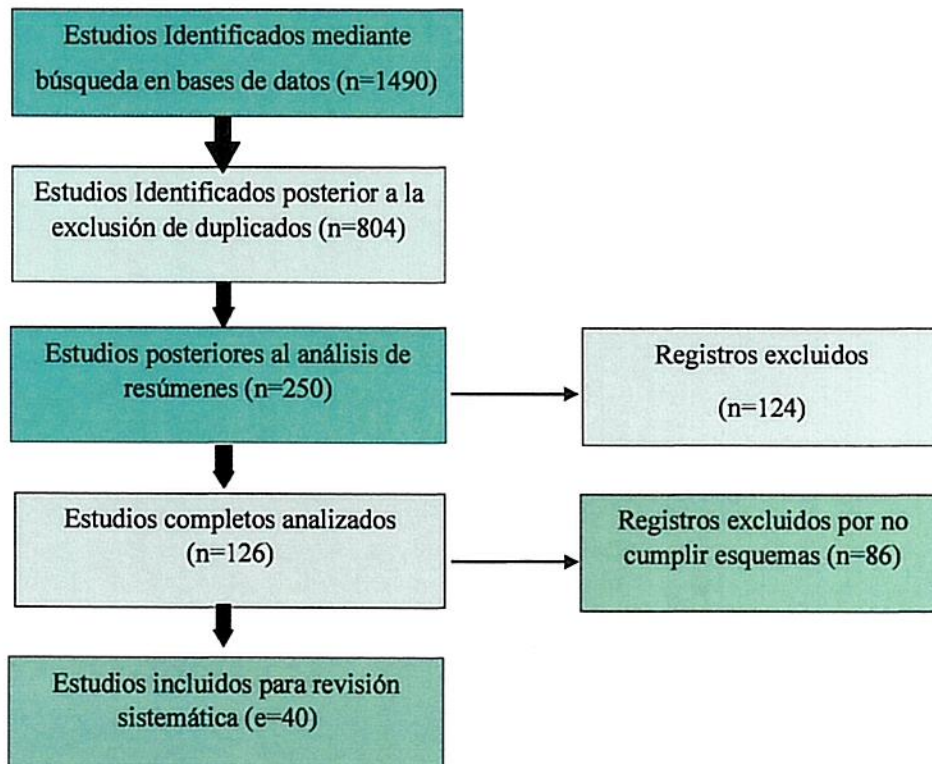 Estudios Identificados mediante
búsqueda en bases de datos (n=1490)
Estudios Identificados posterior a la
exclusión de duplicados (n=804)
Estudios posteriores al análisis de
resúmenes (n=250)
Registros excluidos
(n=124)
Estudios completos analizados
(n=126)
Registros excluidos por no
cumplir esquemas (n=86)
Estudios incluidos para revisión
sistemática (e=40)